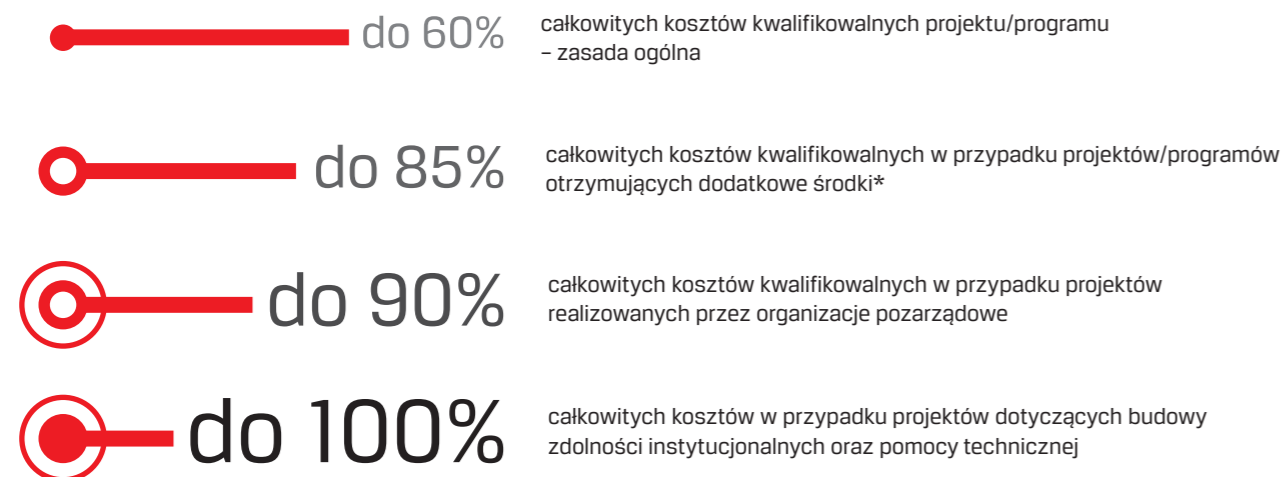 do 60%
całkowitych kosztów kwalifikowalnych projektu/programu
– zasada ogólna
do 85%
całkowitych kosztów kwalifikowalnych w przypadku projektów/programów
otrzymujących dodatkowe środki*
do 90%
całkowitych kosztów kwalifikowalnych w przypadku projektów
realizowanych przez organizacje pozarządowe
do 100%
całkowitych kosztów w przypadku projektów dotyczących budowy
zdolności instytucjonalnych oraz pomocy technicznej